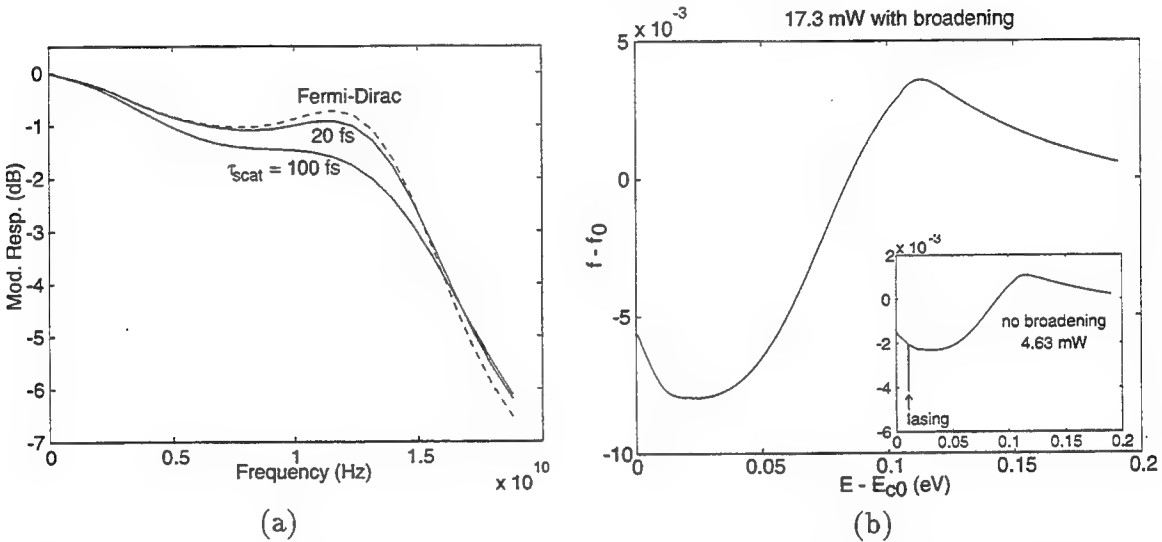 (a)
0
-1
-2
-3
-4
-5
-6
-7
Mod. Resp. (dB)
Fermi-Dirac
20 fs
τscat = 100 fs
0
0.5
1
1.5
2
x 10^10
Frequency (Hz)
(a)
17.3 mW with broadening
x 10^-3
5
0
-5
-10
f - f0
0
0.05
0.1
0.15
0.2
E - Ec0 (eV)
x 10^-3
2
0
-2
-4
-6
no broadening
4.63 mW
lasing
0
0.05
0.1
0.15
0.2
(b)